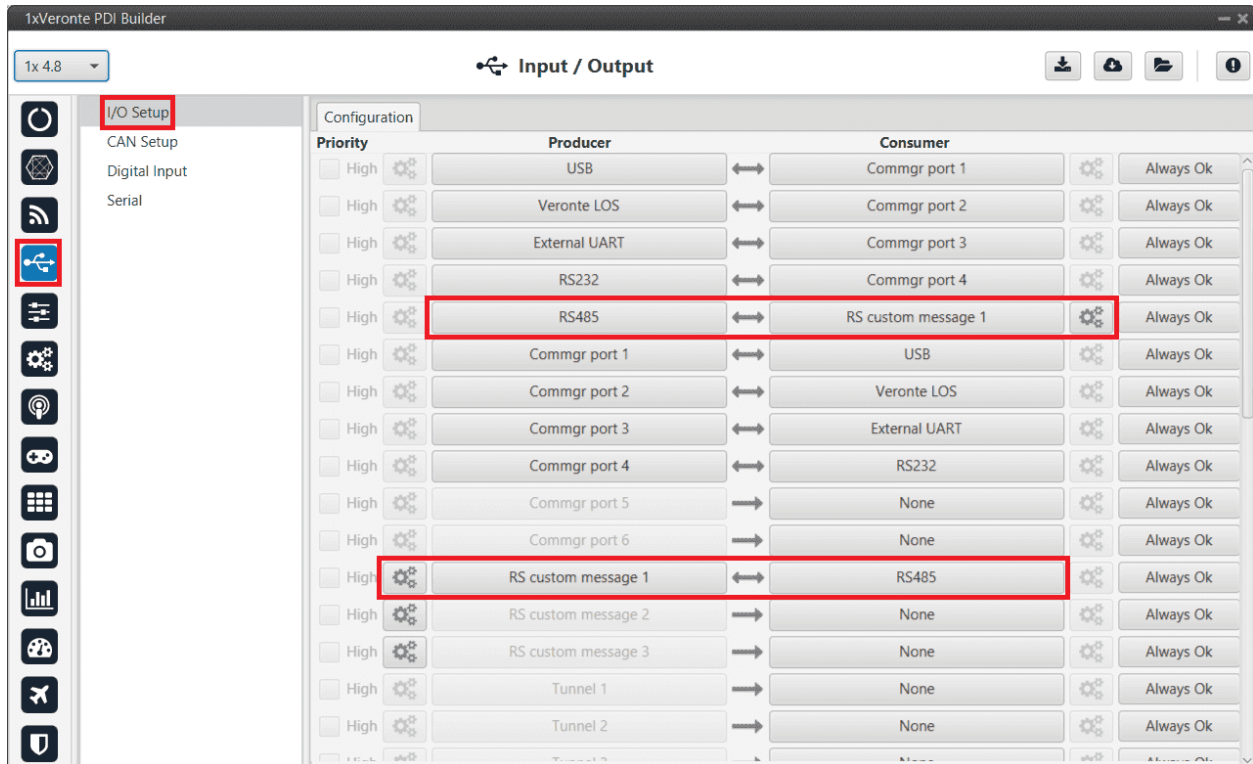 1xVeronte PDI Builder
1x 4.8
Input / Output
I/O Setup
CAN Setup
Digital Input
Serial
Configuration
Priority Producer Consumer
High USB Commgr port 1 Always Ok
High Veronte LOS Commgr port 2 Always Ok
High External UART Commgr port 3 Always Ok
High RS232 Commgr port 4 Always Ok
High RS485 RS custom message 1 Always Ok
High Commgr port 1 USB Always Ok
High Commgr port 2 Veronte LOS Always Ok
High Commgr port 3 External UART Always Ok
High Commgr port 4 RS232 Always Ok
High Commgr port 5 None Always Ok
High Commgr port 6 None Always Ok
High RS custom message 1 RS485 Always Ok
High RS custom message 2 None Always Ok
High RS custom message 3 None Always Ok
High Tunnel 1 None Always Ok
High Tunnel 2 None Always Ok